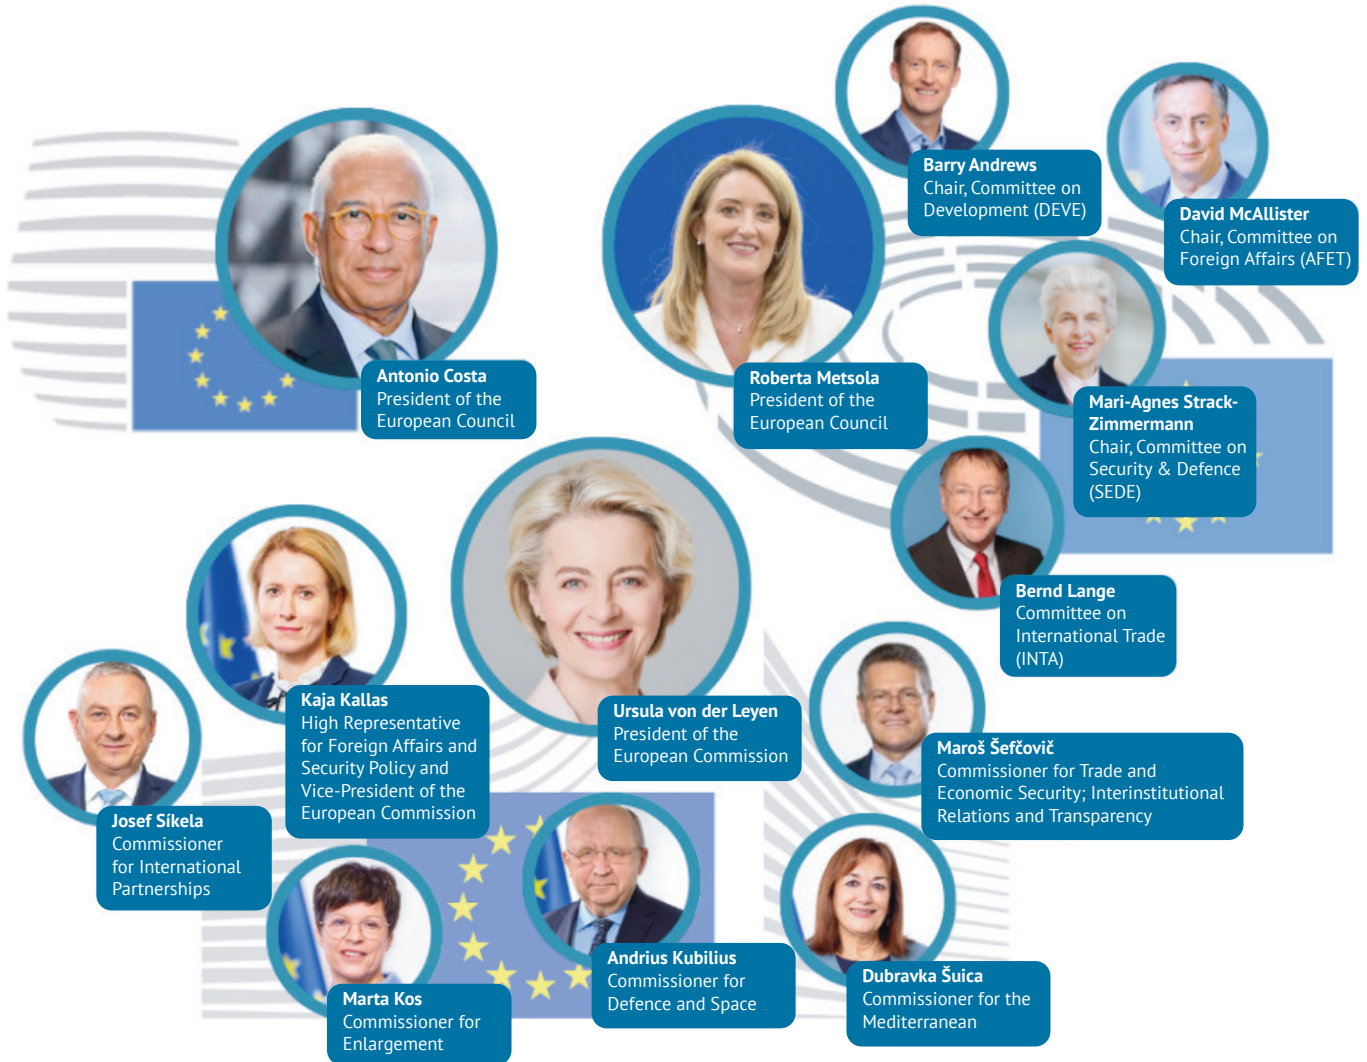 Barry Andrews
Chair, Committee on
Development (DEVE)
David McAllister
Chair, Committee on
Foreign Affairs (AFET)
Antonio Costa
President of the
European Council
Roberta Metsola
President of the
European Council
Mari-Agnes Strack-
Zimmermann
Chair, Committee on
Security & Defence
(SEDE)
Bernd Lange
Committee on
International Trade
(INTA)
Kaja Kallas
High Representative
for Foreign Affairs and
Security Policy and
Vice-President of the
European Commission
Ursula von der Leyen
President of the
European Commission
Maroš Šefčovič
Commissioner for Trade and
Economic Security; Interinstitutional
Relations and Transparency
Josef Síkela
Commissioner
for International
Partnerships
Andrius Kubilius
Commissioner for
Defence and Space
Dubravka Šuica
Commissioner for the
Mediterranean
Marta Kos
Commissioner for
Enlargement